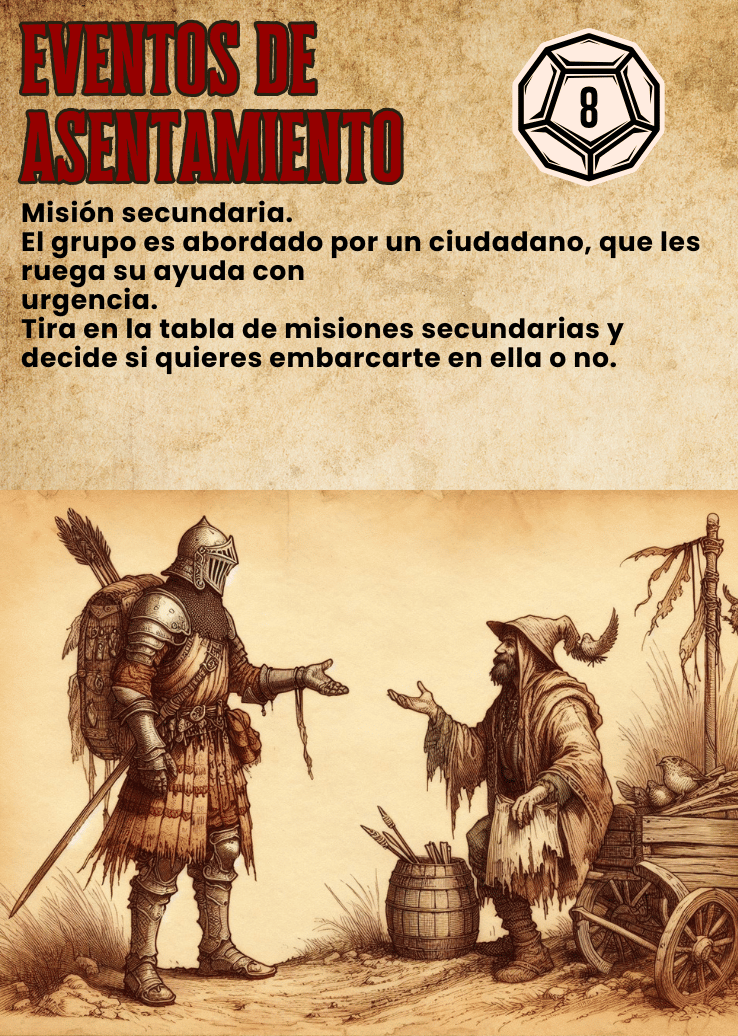 EVENTOS DE
ASENTAMIENTO
8
Misión secundaria.
El grupo es abordado por un ciudadano, que les
ruega su ayuda con
urgencia.
Tira en la tabla de misiones secundarias y
decide si quieres embarcarte en ella o no.